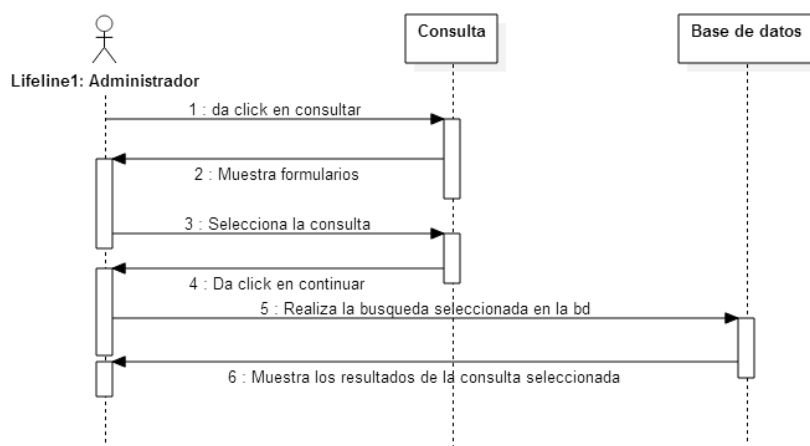 Consulta
Base de datos
Lifeline1: Administrador
1 : da click en consultar
2 : Muestra formularios
3 : Selecciona la consulta
4 : Da click en continuar
5 : Realiza la busqueda seleccionada en la bd
6 : Muestra los resultados de la consulta seleccionada